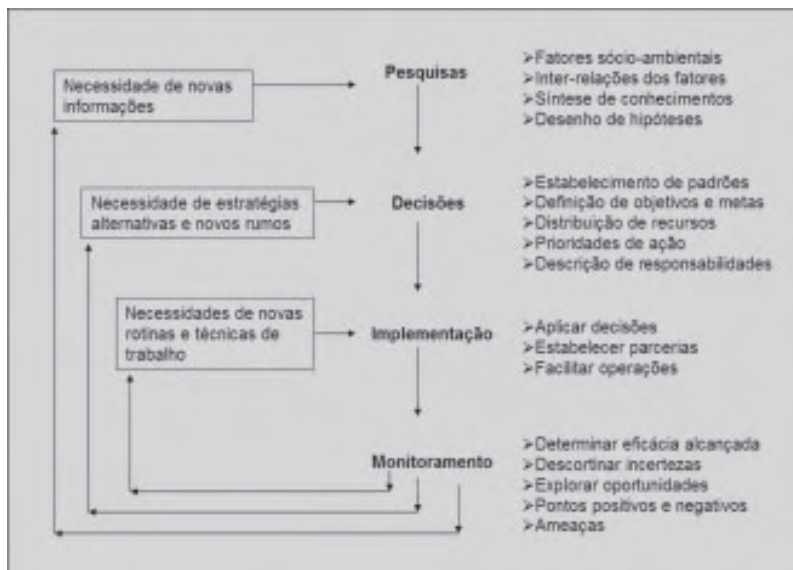 Necessidade de novas
informações
Pesquisas
➢Fatores sócio-ambientais
➢Inter-relações dos fatores
➢Síntese de conhecimentos
➢Desenho de hipóteses
Necessidade de estratégias
alternativas e novos rumos
Decisões
➢Estabelecimento de padrões
➢Definição de objetivos e metas
➢Distribuição de recursos
➢Prioridades de ação
➢Descrição de responsabilidades
Necessidades de novas
rotinas e técnicas de
trabalho
Implementação
➢Aplicar decisões
➢Estabelecer parcerias
➢Facilitar operações
Monitoramento
➢Determinar eficácia alcançada
➢Descortinar incertezas
➢Explorar oportunidades
➢Pontos positivos e negativos
➢Ameaças